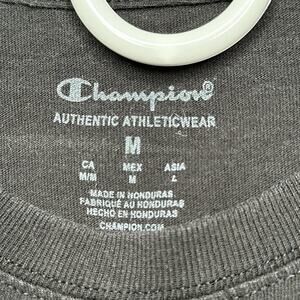 Champion®
AUTHENTIC ATHLETICWEAR
M
CA MEX ASIA
M/M M L
MADE IN HONDURAS
FABRIQUÉ AU HONDURAS
HECHO EN HONDURAS
CHAMPION.COM